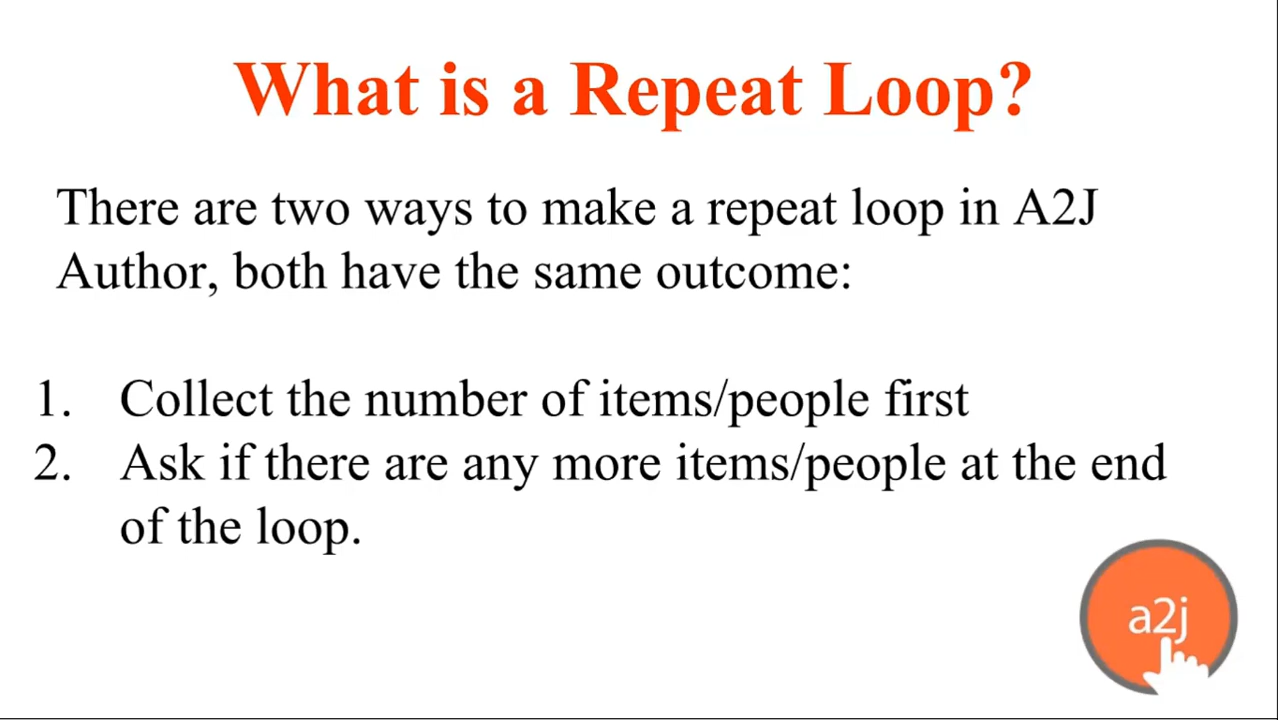 What is a Repeat Loop?
There are two ways to make a repeat loop in A2J
Author, both have the same outcome:
1. Collect the number of items/people first
2. Ask if there are any more items/people at the end
of the loop.
a2j